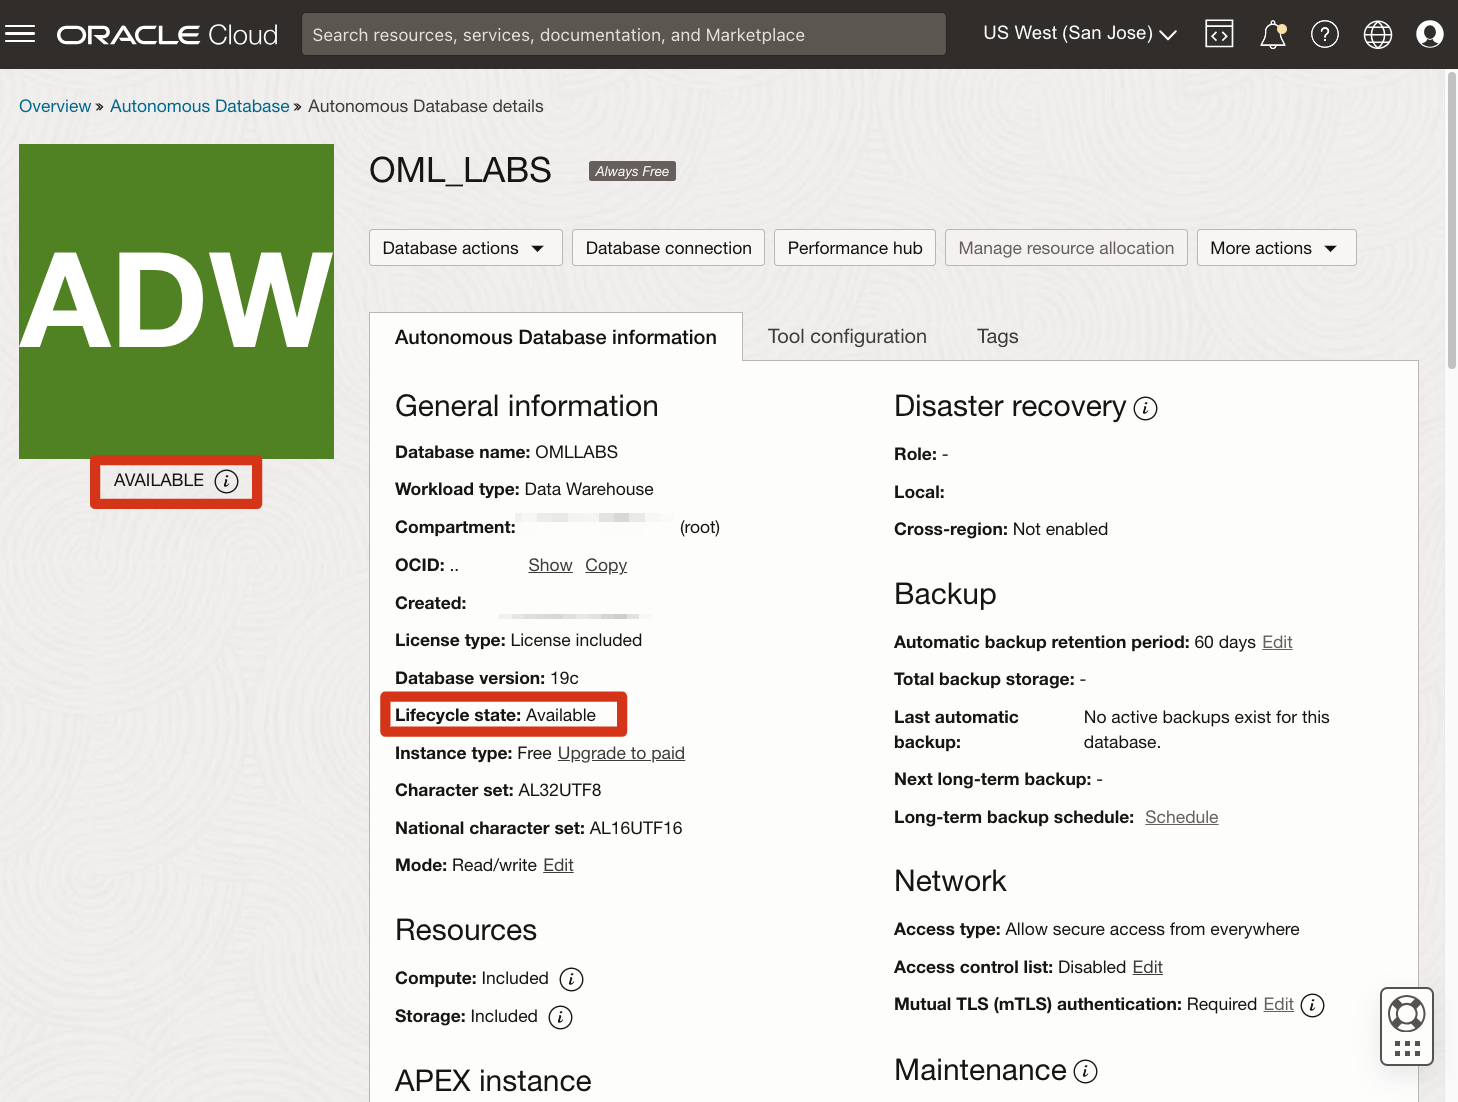 ORACLE Cloud
Search resources, services, documentation, and Marketplace
US West (San Jose)
Overview » Autonomous Database » Autonomous Database details
ADW
AVAILABLE
OML_LABS
Always Free
Database actions
Database connection
Performance hub
Manage resource allocation
More actions
Autonomous Database information
Tool configuration
Tags
General information
Database name: OMLLABS
Workload type: Data Warehouse
Compartment: (root)
OCID: .. Show Copy
Created:
License type: License included
Database version: 19c
Lifecycle state: Available
Instance type: Free Upgrade to paid
Character set: AL32UTF8
National character set: AL16UTF16
Mode: Read/write Edit
Resources
Compute: Included
Storage: Included
APEX instance
Disaster recovery
Role: -
Local:
Cross-region: Not enabled
Backup
Automatic backup retention period: 60 days Edit
Total backup storage: -
Last automatic backup: No active backups exist for this
database.
Next long-term backup: -
Long-term backup schedule: Schedule
Network
Access type: Allow secure access from everywhere
Access control list: Disabled Edit
Mutual TLS (mTLS) authentication: Required Edit
Maintenance